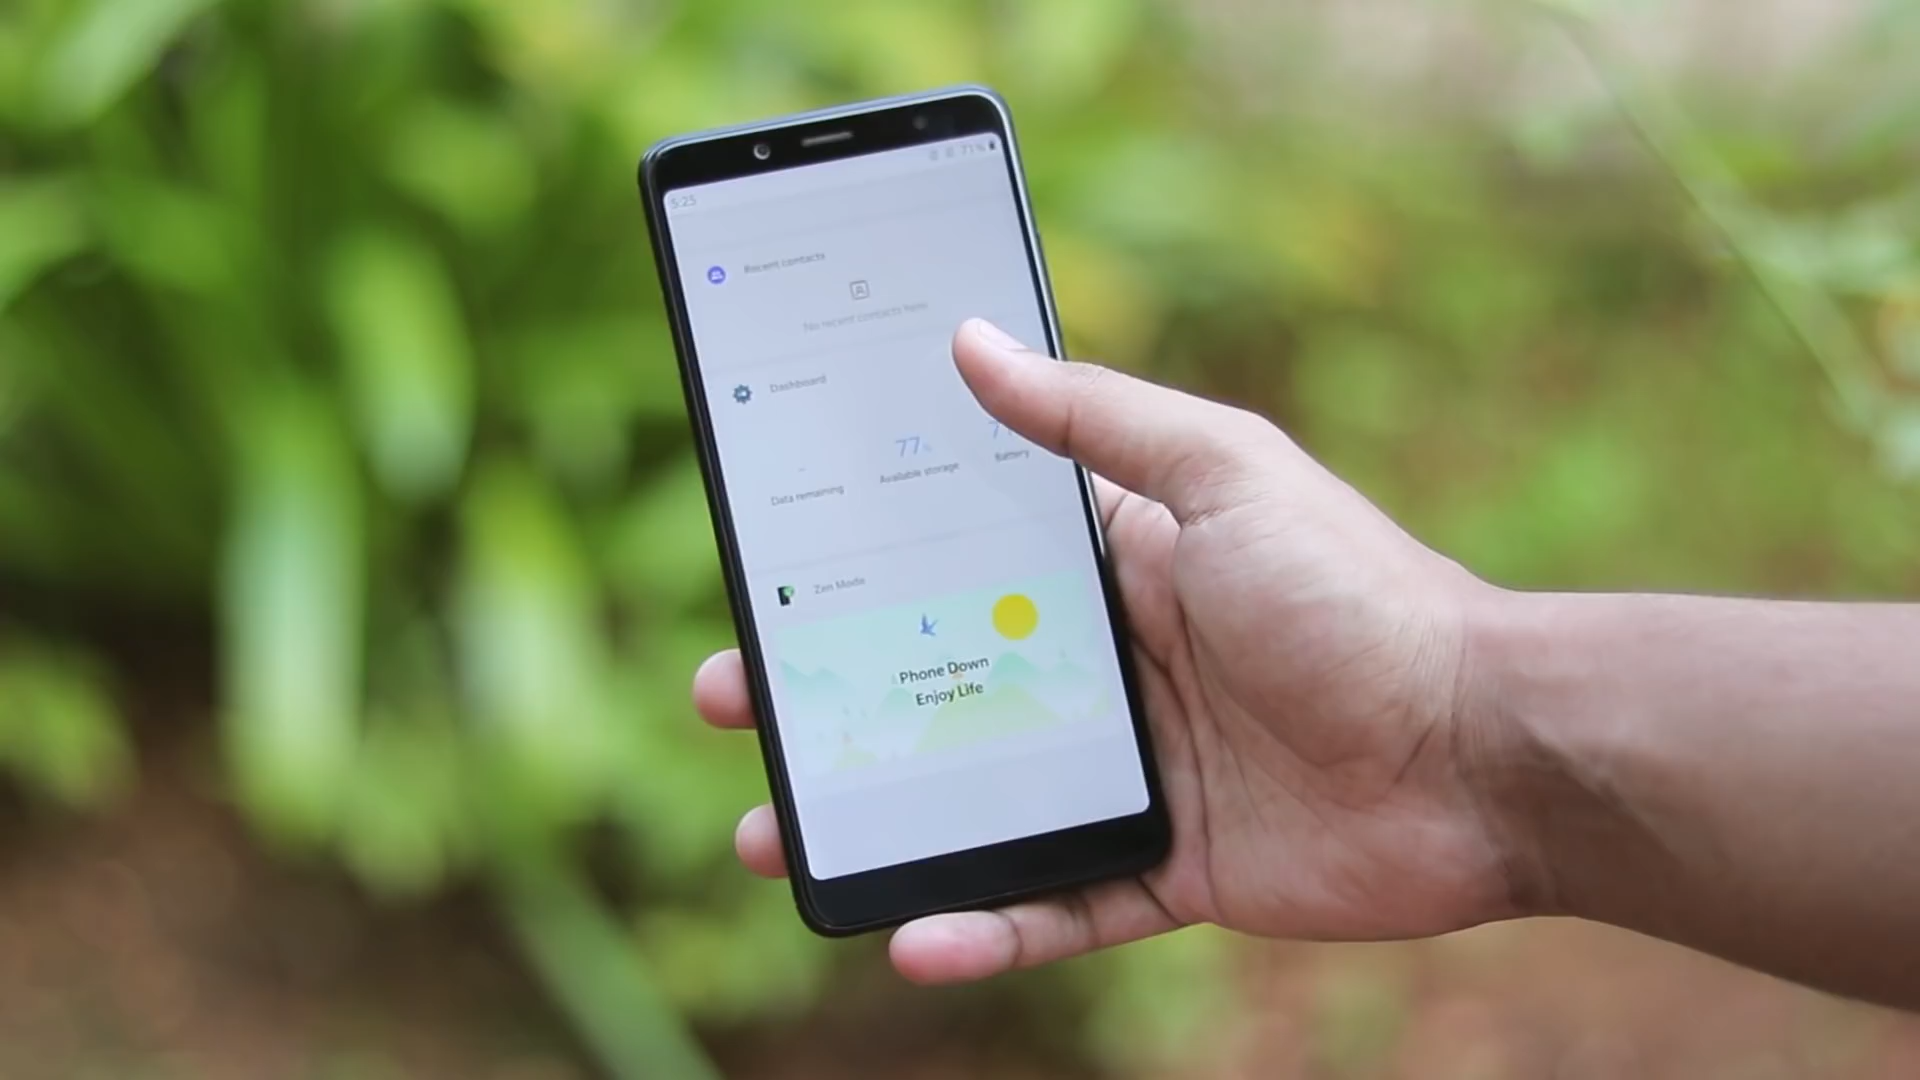 5:25
71%
Recent contacts
No recent contacts here
Dashboard
77%
Data remaining
Available storage
Battery
Zen Mode
Phone Down
Enjoy Life